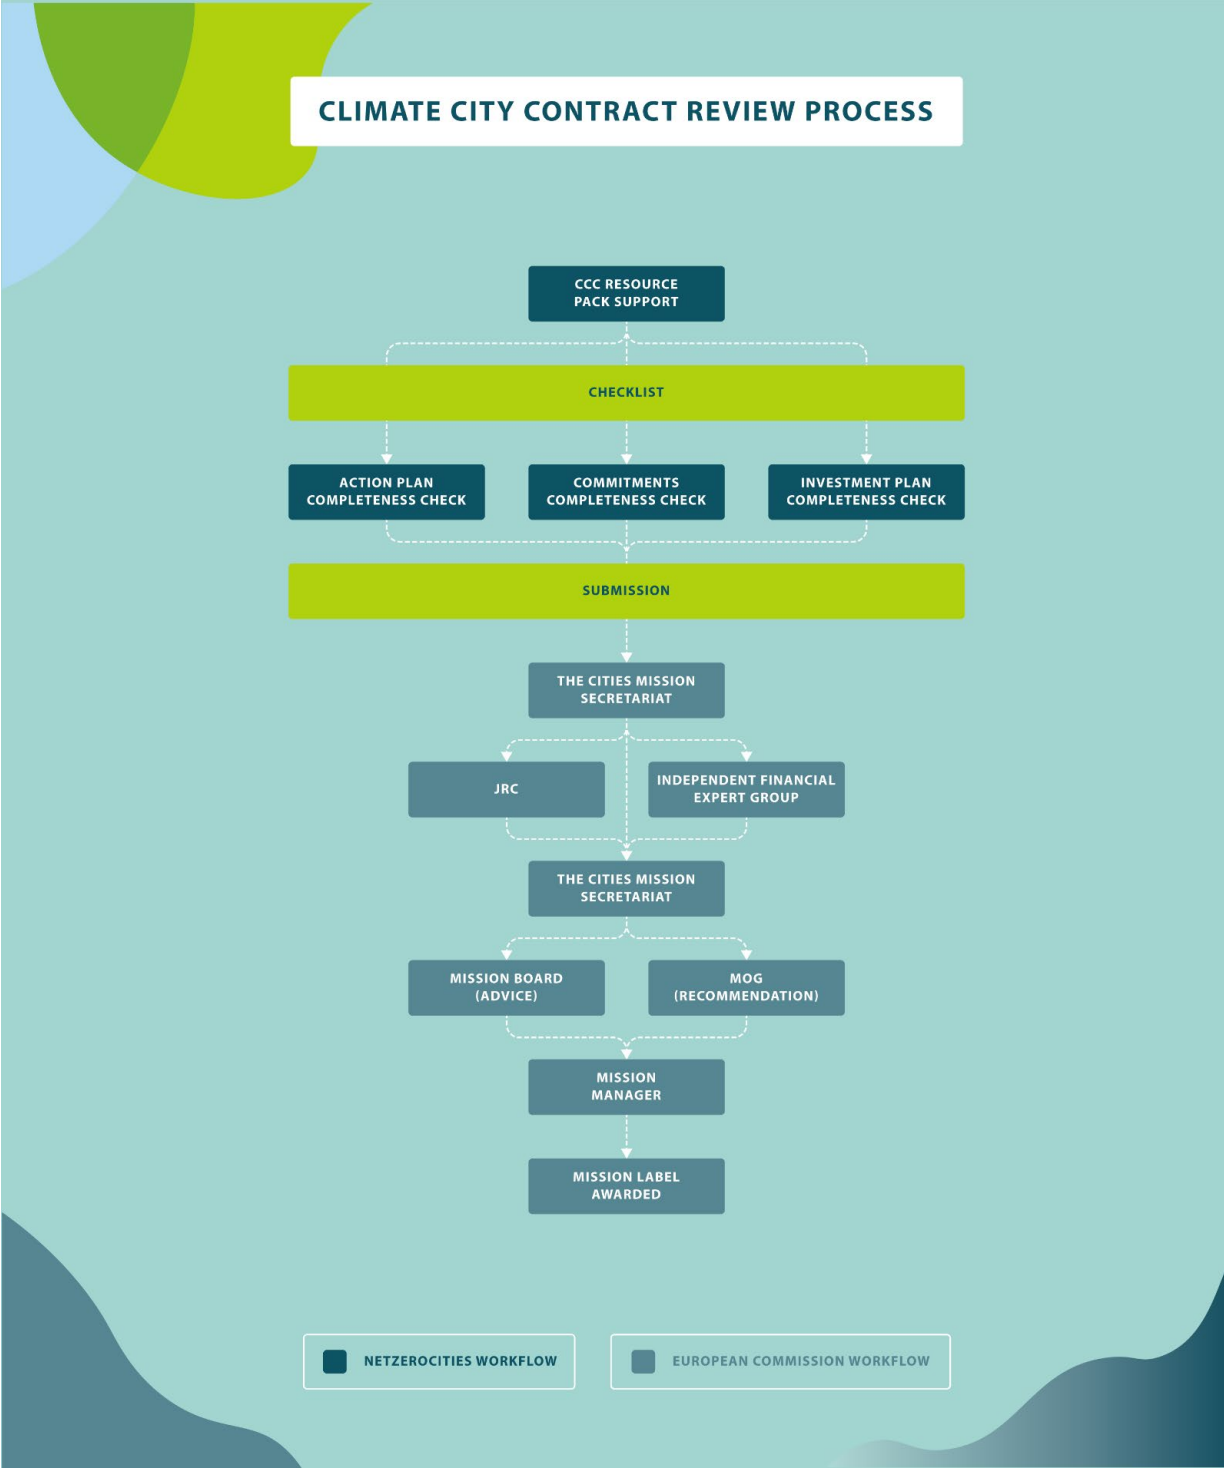 CLIMATE CITY CONTRACT REVIEW PROCESS
CCC RESOURCE
PACK SUPPORT
CHECKLIST
ACTION PLAN
COMPLETENESS CHECK
COMMITMENTS
COMPLETENESS CHECK
INVESTMENT PLAN
COMPLETENESS CHECK
SUBMISSION
THE CITIES MISSION
SECRETARIAT
JRC
INDEPENDENT FINANCIAL
EXPERT GROUP
THE CITIES MISSION
SECRETARIAT
MISSION BOARD
(ADVICE)
MOG
(RECOMMENDATION)
MISSION
MANAGER
MISSION LABEL
AWARDED
NETZEROCITIES WORKFLOW
EUROPEAN COMMISSION WORKFLOW